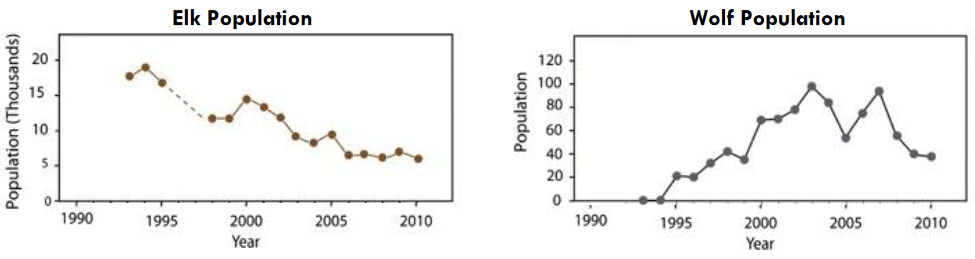 Elk Population
Population (Thousands)
20
15
10
5
0
1990 1995 2000 2005 2010
Year
Wolf Population
Population
120
100
80
60
40
20
0
1990 1995 2000 2005 2010
Year